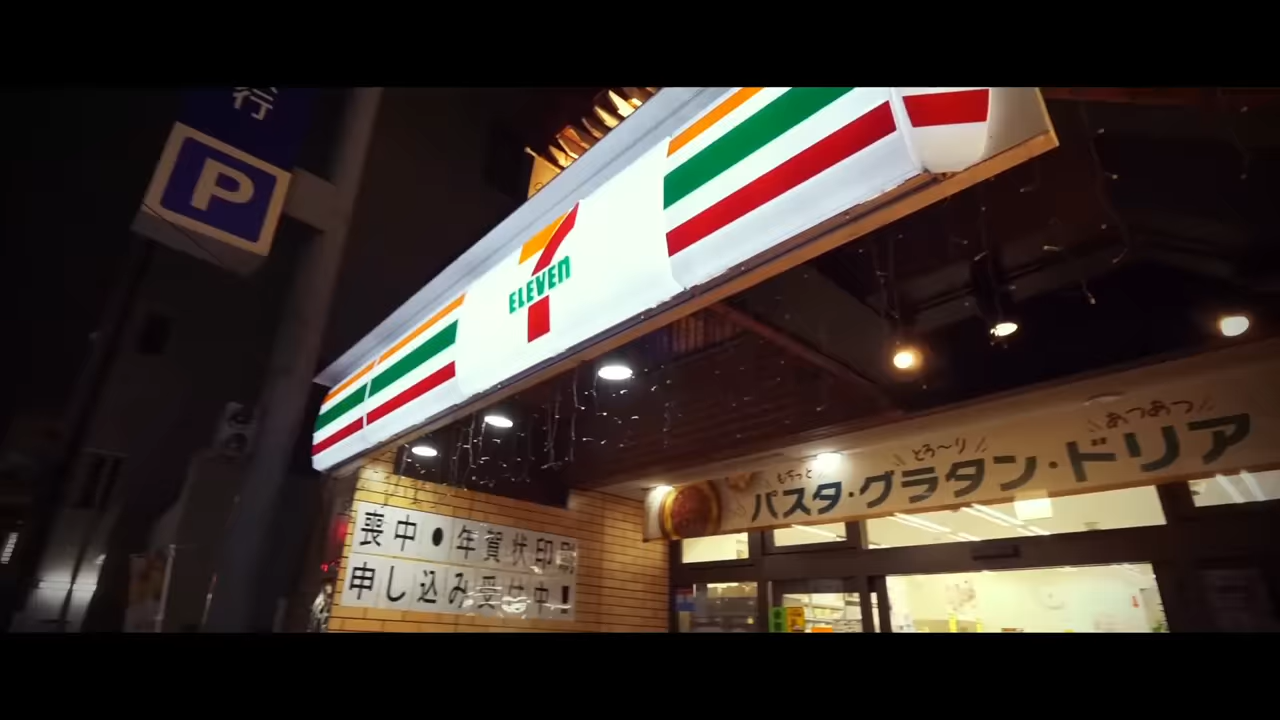 行
P
7
ELEVEN
もちっと
とろ〜り
あつあつ
パスタ・グラタン・ドリア
喪中●年賀状印刷
申し込み受付中!